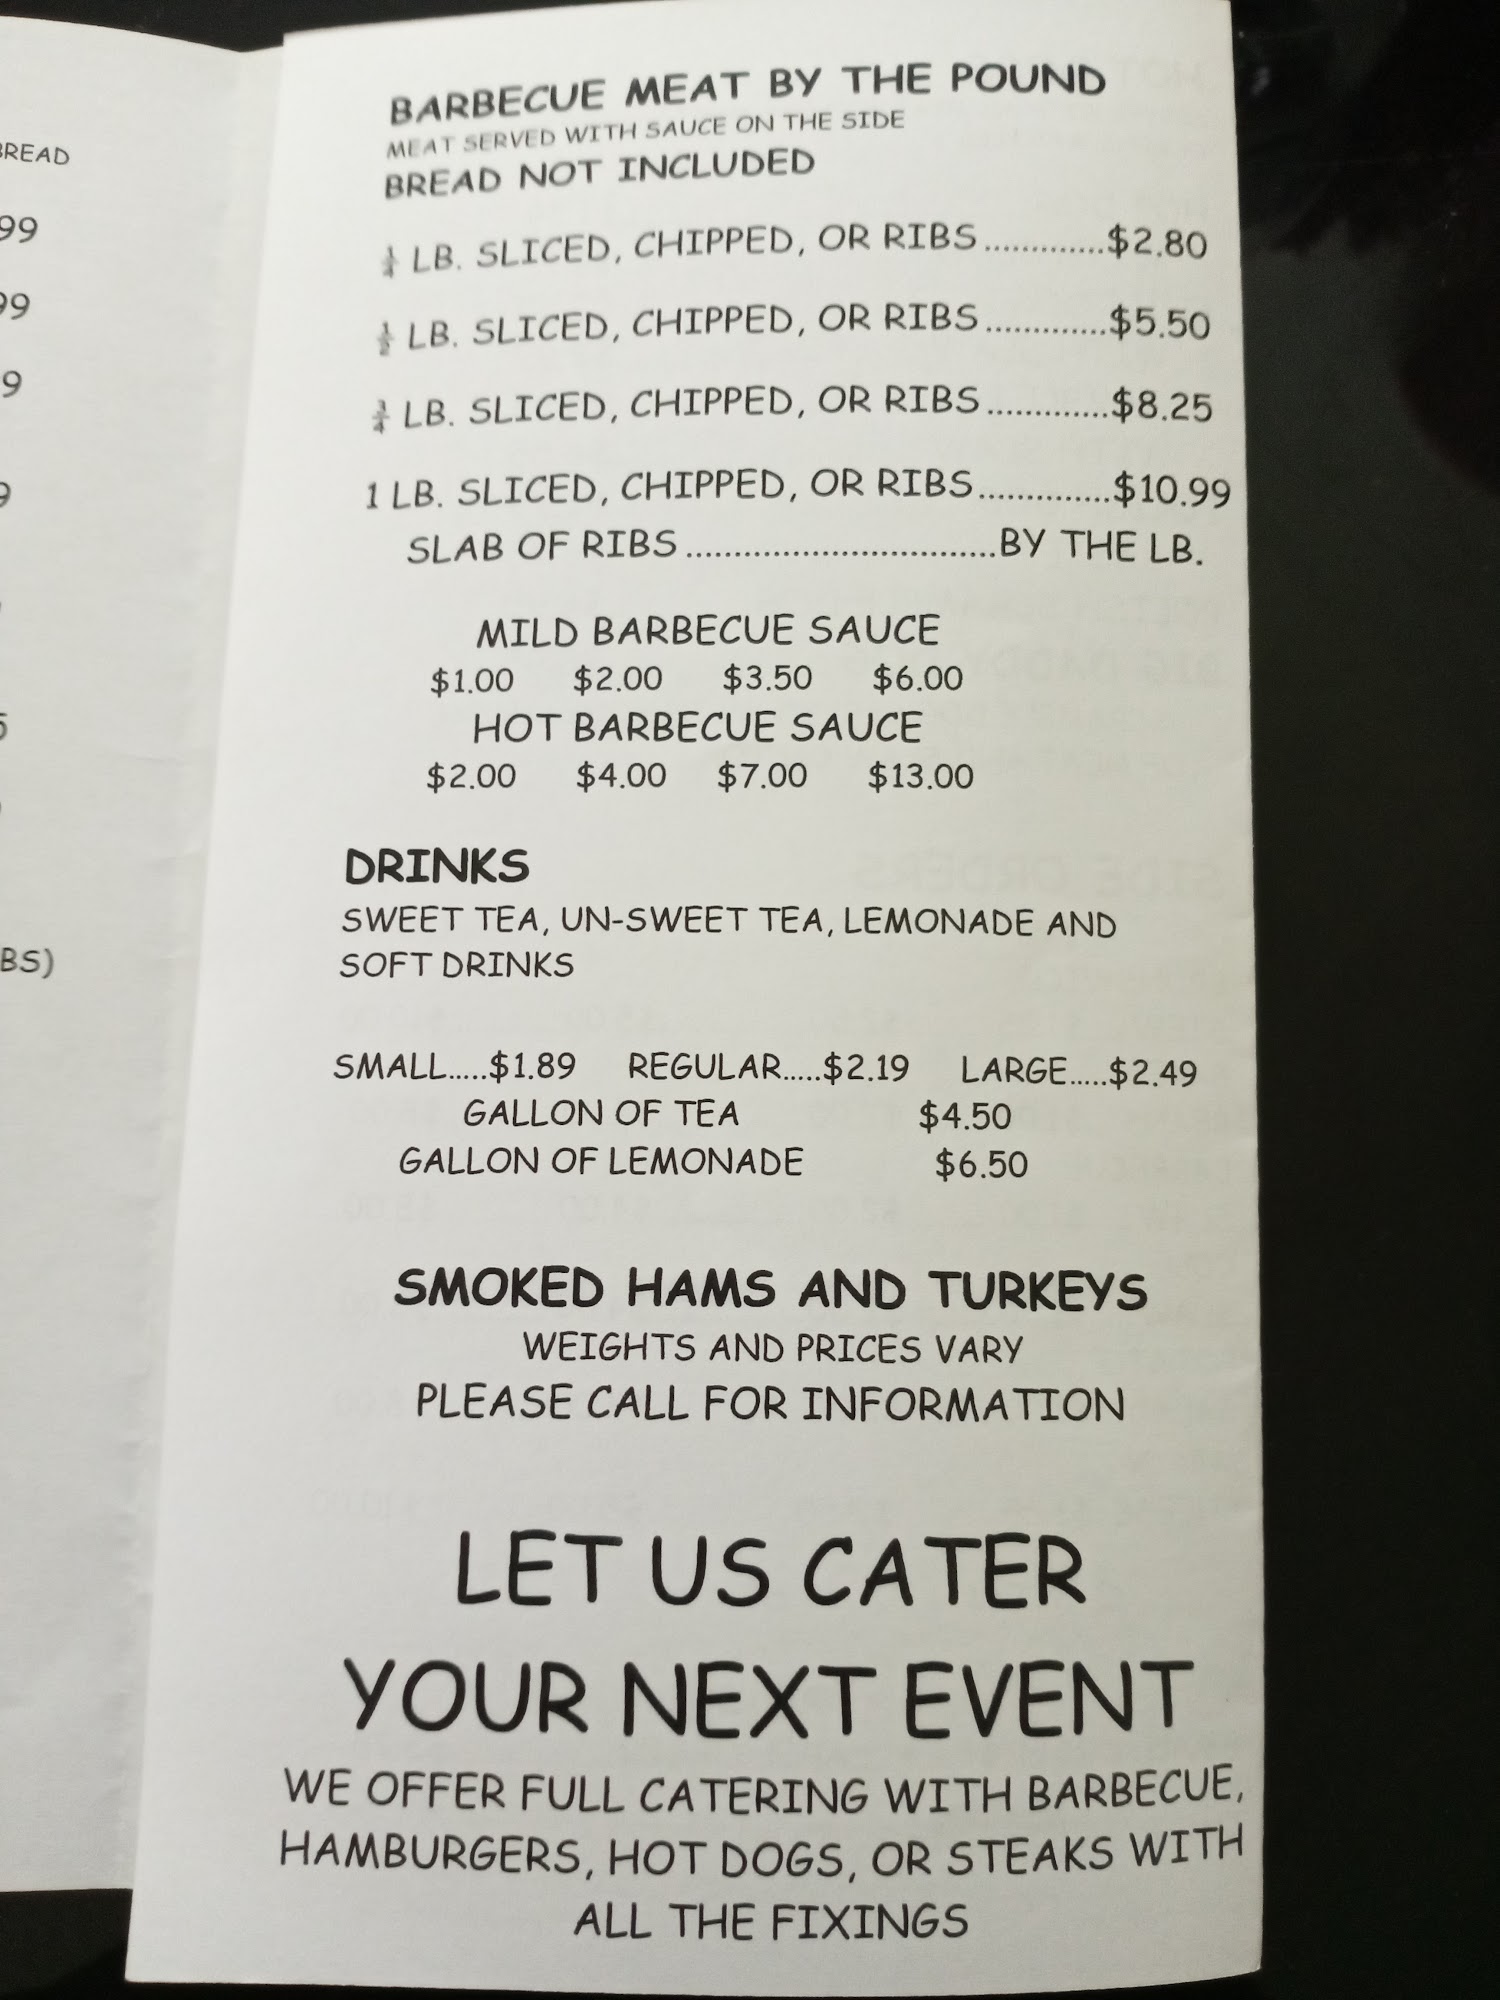 BREAD
99
99
9
9
5
BS)
BARBECUE MEAT BY THE POUND
MEAT SERVED WITH SAUCE ON THE SIDE
BREAD NOT INCLUDED
¼ LB. SLICED, CHIPPED, OR RIBS.............$2.80
½ LB. SLICED, CHIPPED, OR RIBS.............$5.50
¾ LB. SLICED, CHIPPED, OR RIBS.............$8.25
1 LB. SLICED, CHIPPED, OR RIBS..............$10.99
SLAB OF RIBS................................BY THE LB.
MILD BARBECUE SAUCE
$1.00 $2.00 $3.50 $6.00
HOT BARBECUE SAUCE
$2.00 $4.00 $7.00 $13.00
DRINKS
SWEET TEA, UN-SWEET TEA, LEMONADE AND
SOFT DRINKS
SMALL.....$1.89 REGULAR.....$2.19 LARGE.....$2.49
GALLON OF TEA $4.50
GALLON OF LEMONADE $6.50
SMOKED HAMS AND TURKEYS
WEIGHTS AND PRICES VARY
PLEASE CALL FOR INFORMATION
LET US CATER
YOUR NEXT EVENT
WE OFFER FULL CATERING WITH BARBECUE,
HAMBURGERS, HOT DOGS, OR STEAKS WITH
ALL THE FIXINGS